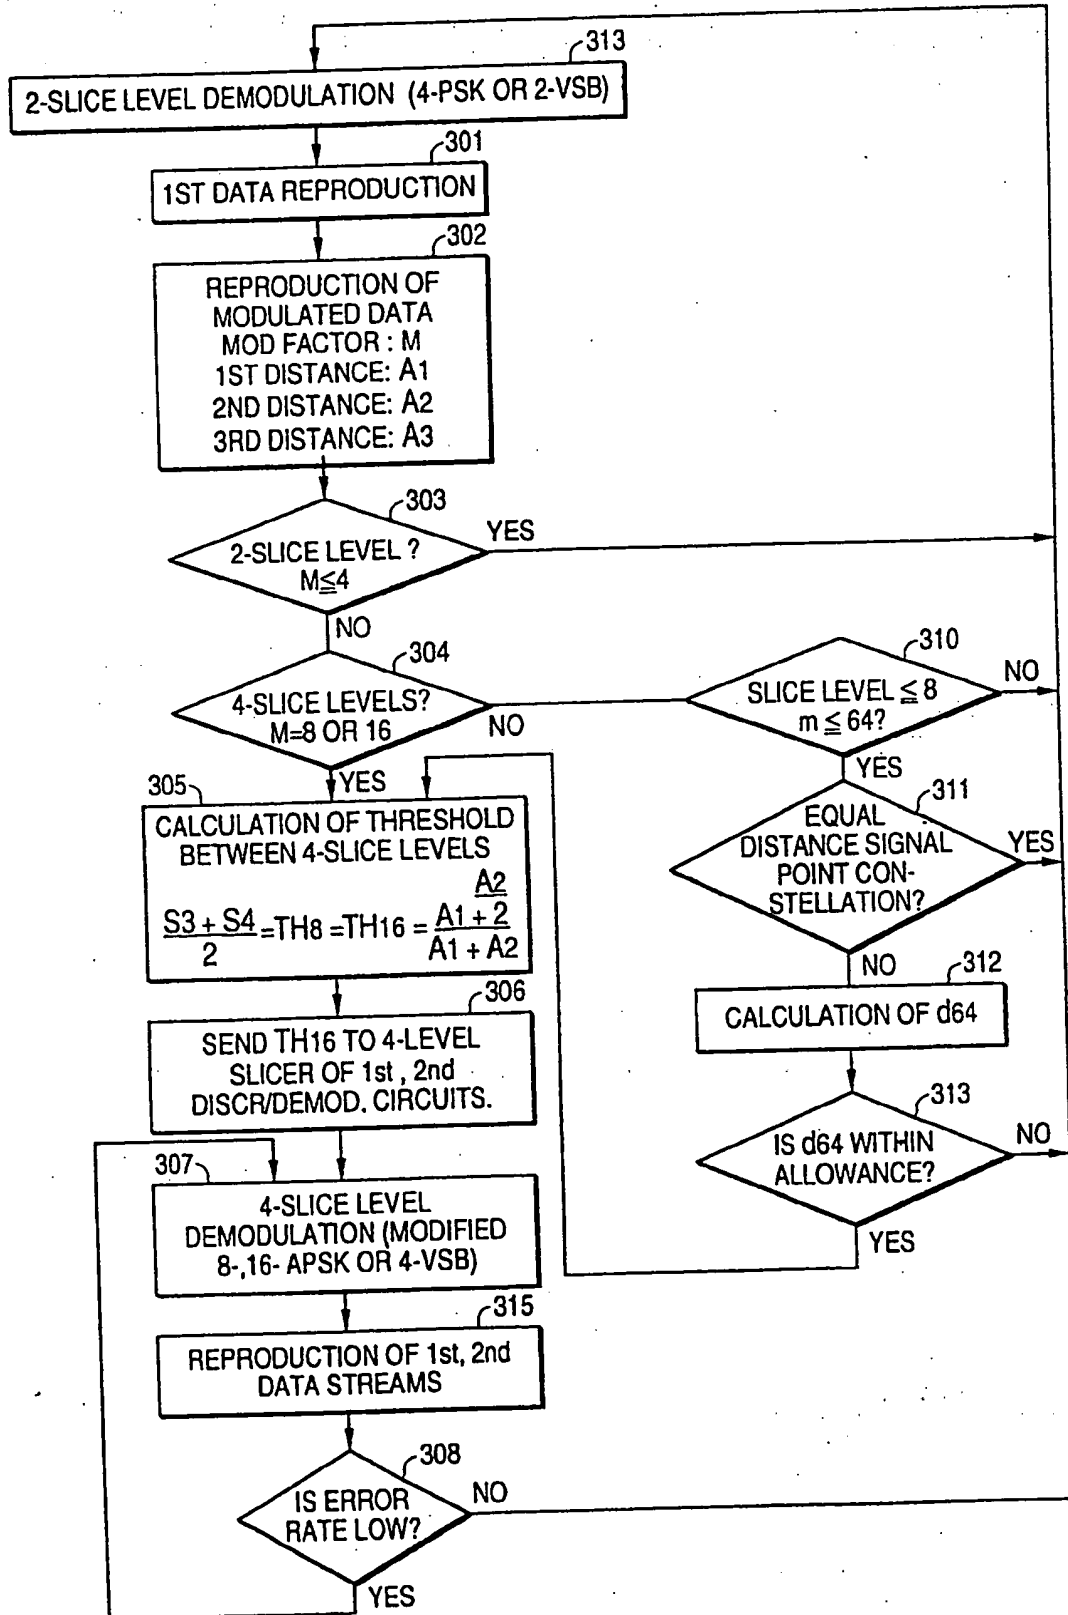 313
2-SLICE LEVEL DEMODULATION (4-PSK OR 2-VSB)
301
1ST DATA REPRODUCTION
302
REPRODUCTION OF
MODULATED DATA
MOD FACTOR : M
1ST DISTANCE: A1
2ND DISTANCE: A2
3RD DISTANCE: A3
303
2-SLICE LEVEL ?
M≦4
YES
NO
304
4-SLICE LEVELS?
M=8 OR 16
NO
YES
310
SLICE LEVEL ≦ 8
m ≦ 64?
NO
YES
311
EQUAL
DISTANCE SIGNAL
POINT CON-
STELLATION?
YES
NO
312
CALCULATION OF d64
313
IS d64 WITHIN
ALLOWANCE?
NO
YES
305
CALCULATION OF THRESHOLD
BETWEEN 4-SLICE LEVELS
A2
S3 + S4 =TH8 =TH16 = A1 + 2
2 A1 + A2
306
SEND TH16 TO 4-LEVEL
SLICER OF 1st , 2nd
DISCR/DEMOD. CIRCUITS.
307
4-SLICE LEVEL
DEMODULATION (MODIFIED
8-,16- APSK OR 4-VSB)
315
REPRODUCTION OF 1st, 2nd
DATA STREAMS
308
IS ERROR
RATE LOW?
NO
YES